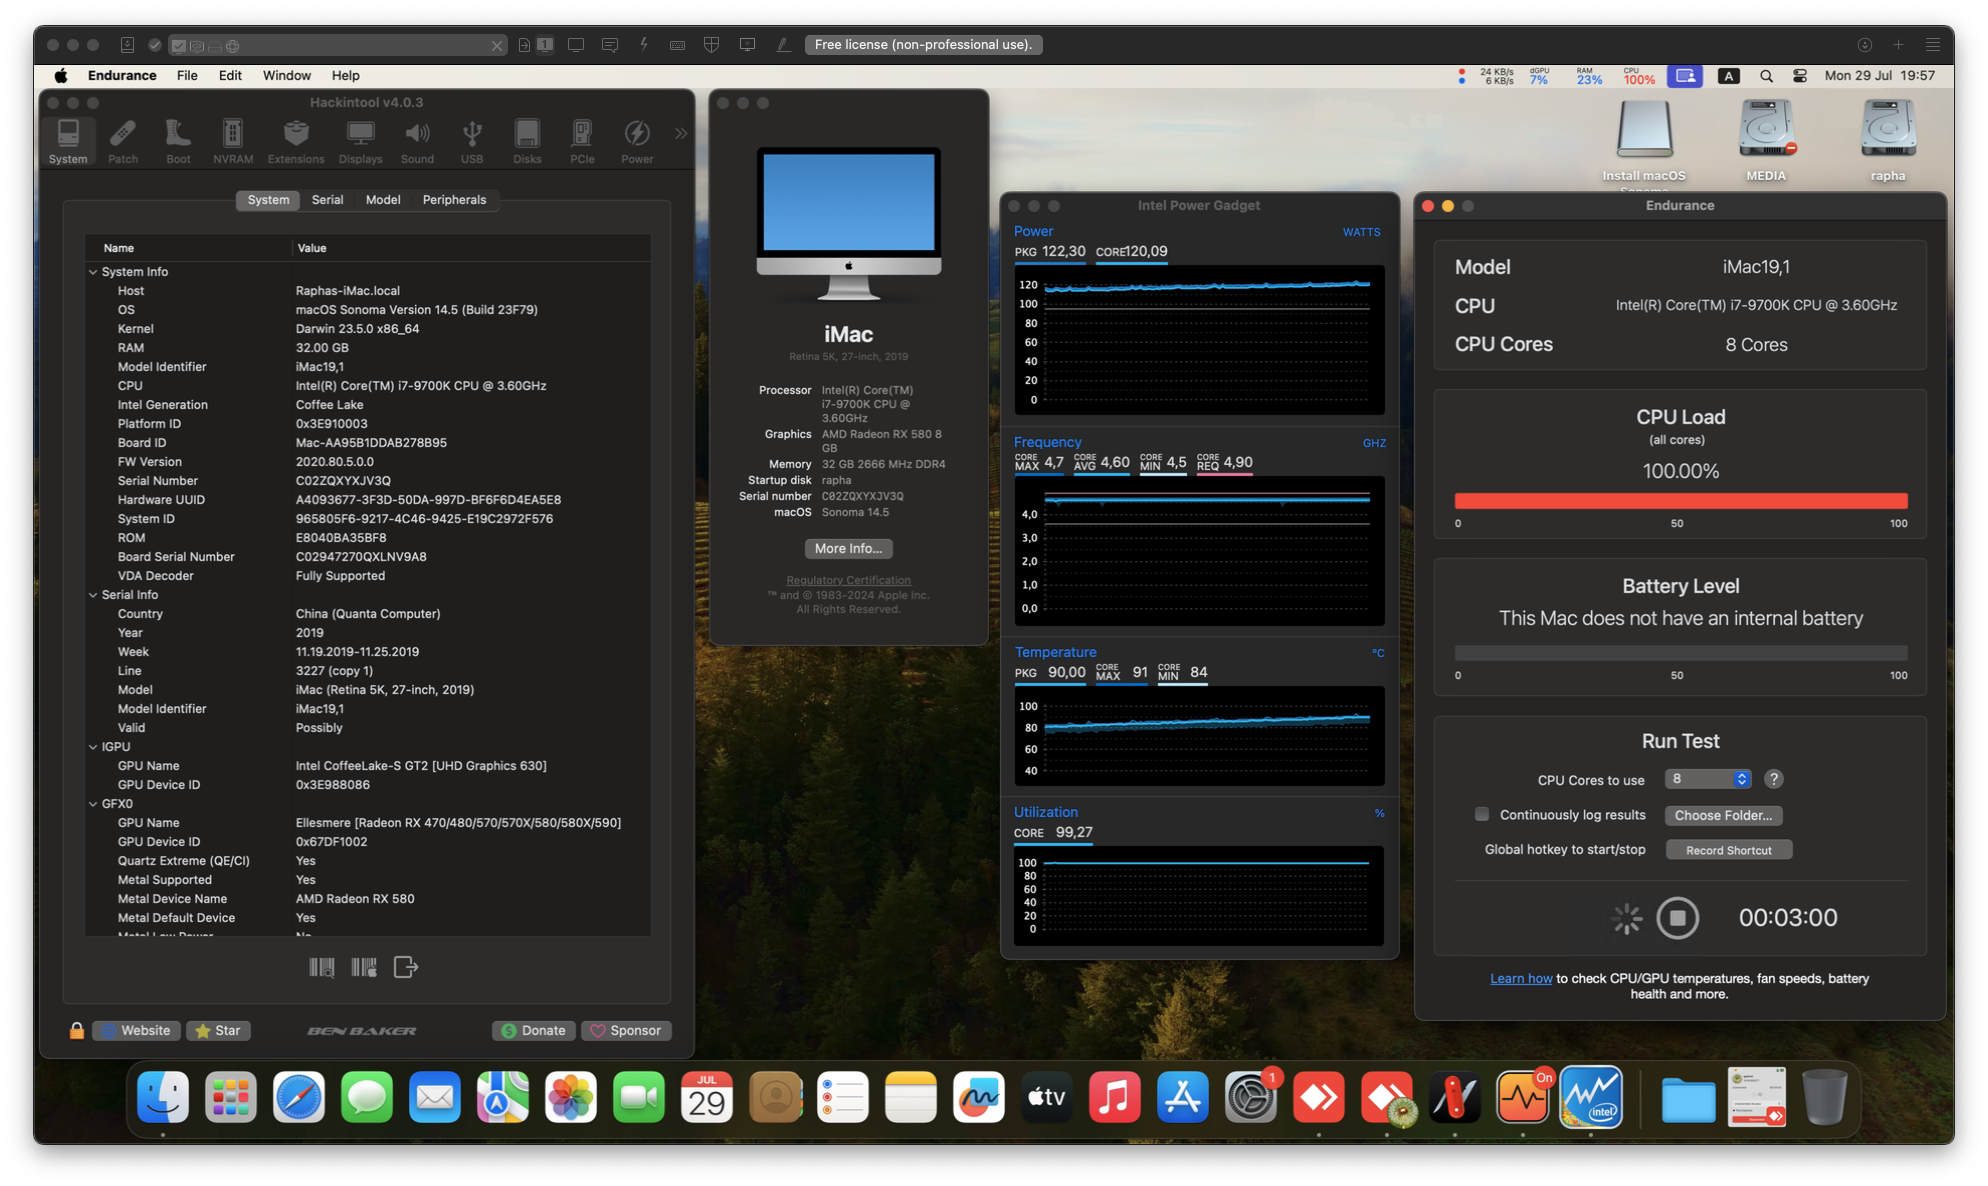 1
Free license (non-professional use).
Endurance File Edit Window Help
24 KB/s
6 KB/s
dGPU
7%
RAM
23%
CPU
100%
A
Mon 29 Jul 19:57
Hackintool v4.0.3
System Patch Boot NVRAM Extensions Displays Sound USB Disks PCIe Power
System Serial Model Peripherals
Name Value
System Info
Host Raphas-iMac.local
OS macOS Sonoma Version 14.5 (Build 23F79)
Kernel Darwin 23.5.0 x86_64
RAM 32.00 GB
Model Identifier iMac19,1
CPU Intel(R) Core(TM) i7-9700K CPU @ 3.60GHz
Intel Generation Coffee Lake
Platform ID 0x3E910003
Board ID Mac-AA95B1DDAB278B95
FW Version 2020.80.5.0.0
Serial Number C02ZQXYXJV3Q
Hardware UUID A4093677-3F3D-50DA-997D-BF6F6D4EA5E8
System ID 965805F6-9217-4C46-9425-E19C2972F576
ROM E8040BA35BF8
Board Serial Number C02947270QXLNV9A8
VDA Decoder Fully Supported
Serial Info
Country China (Quanta Computer)
Year 2019
Week 11.19.2019-11.25.2019
Line 3227 (copy 1)
Model iMac (Retina 5K, 27-inch, 2019)
Model Identifier iMac19,1
Valid Possibly
IGPU
GPU Name Intel CoffeeLake-S GT2 [UHD Graphics 630]
GPU Device ID 0x3E988086
GFX0
GPU Name Ellesmere [Radeon RX 470/480/570/570X/580/580X/590]
GPU Device ID 0x67DF1002
Quartz Extreme (QE/CI) Yes
Metal Supported Yes
Metal Device Name AMD Radeon RX 580
Metal Default Device Yes
Metal Low Power No
Website Star BEN BAKER Donate Sponsor
iMac
Retina 5K, 27-inch, 2019
Processor Intel(R) Core(TM)
i7-9700K CPU @
3.60GHz
Graphics AMD Radeon RX 580 8
GB
Memory 32 GB 2666 MHz DDR4
Startup disk rapha
Serial number C02ZQXYXJV3Q
macOS Sonoma 14.5
More Info...
Regulatory Certification
™ and © 1983-2024 Apple Inc.
All Rights Reserved.
Install macOS
Sonoma
MEDIA
rapha
Intel Power Gadget
Power WATTS
PKG 122,30 CORE120,09
120
100
80
60
40
20
0
Frequency GHZ
CORE MAX 4,7 CORE AVG 4,60 CORE MIN 4,5 CORE REQ 4,90
4,0
3,0
2,0
1,0
0,0
Temperature °C
PKG 90,00 CORE MAX 91 CORE MIN 84
100
80
60
40
Utilization %
CORE 99,27
100
80
60
40
20
0
Endurance
Model iMac19,1
CPU Intel(R) Core(TM) i7-9700K CPU @ 3.60GHz
CPU Cores 8 Cores
CPU Load
(all cores)
100.00%
0 50 100
Battery Level
This Mac does not have an internal battery
0 50 100
Run Test
CPU Cores to use 8 ?
Continuously log results Choose Folder...
Global hotkey to start/stop Record Shortcut
00:03:00
Learn how to check CPU/GPU temperatures, fan speeds, battery
health and more.
JUL
29
tv
1
On
intel